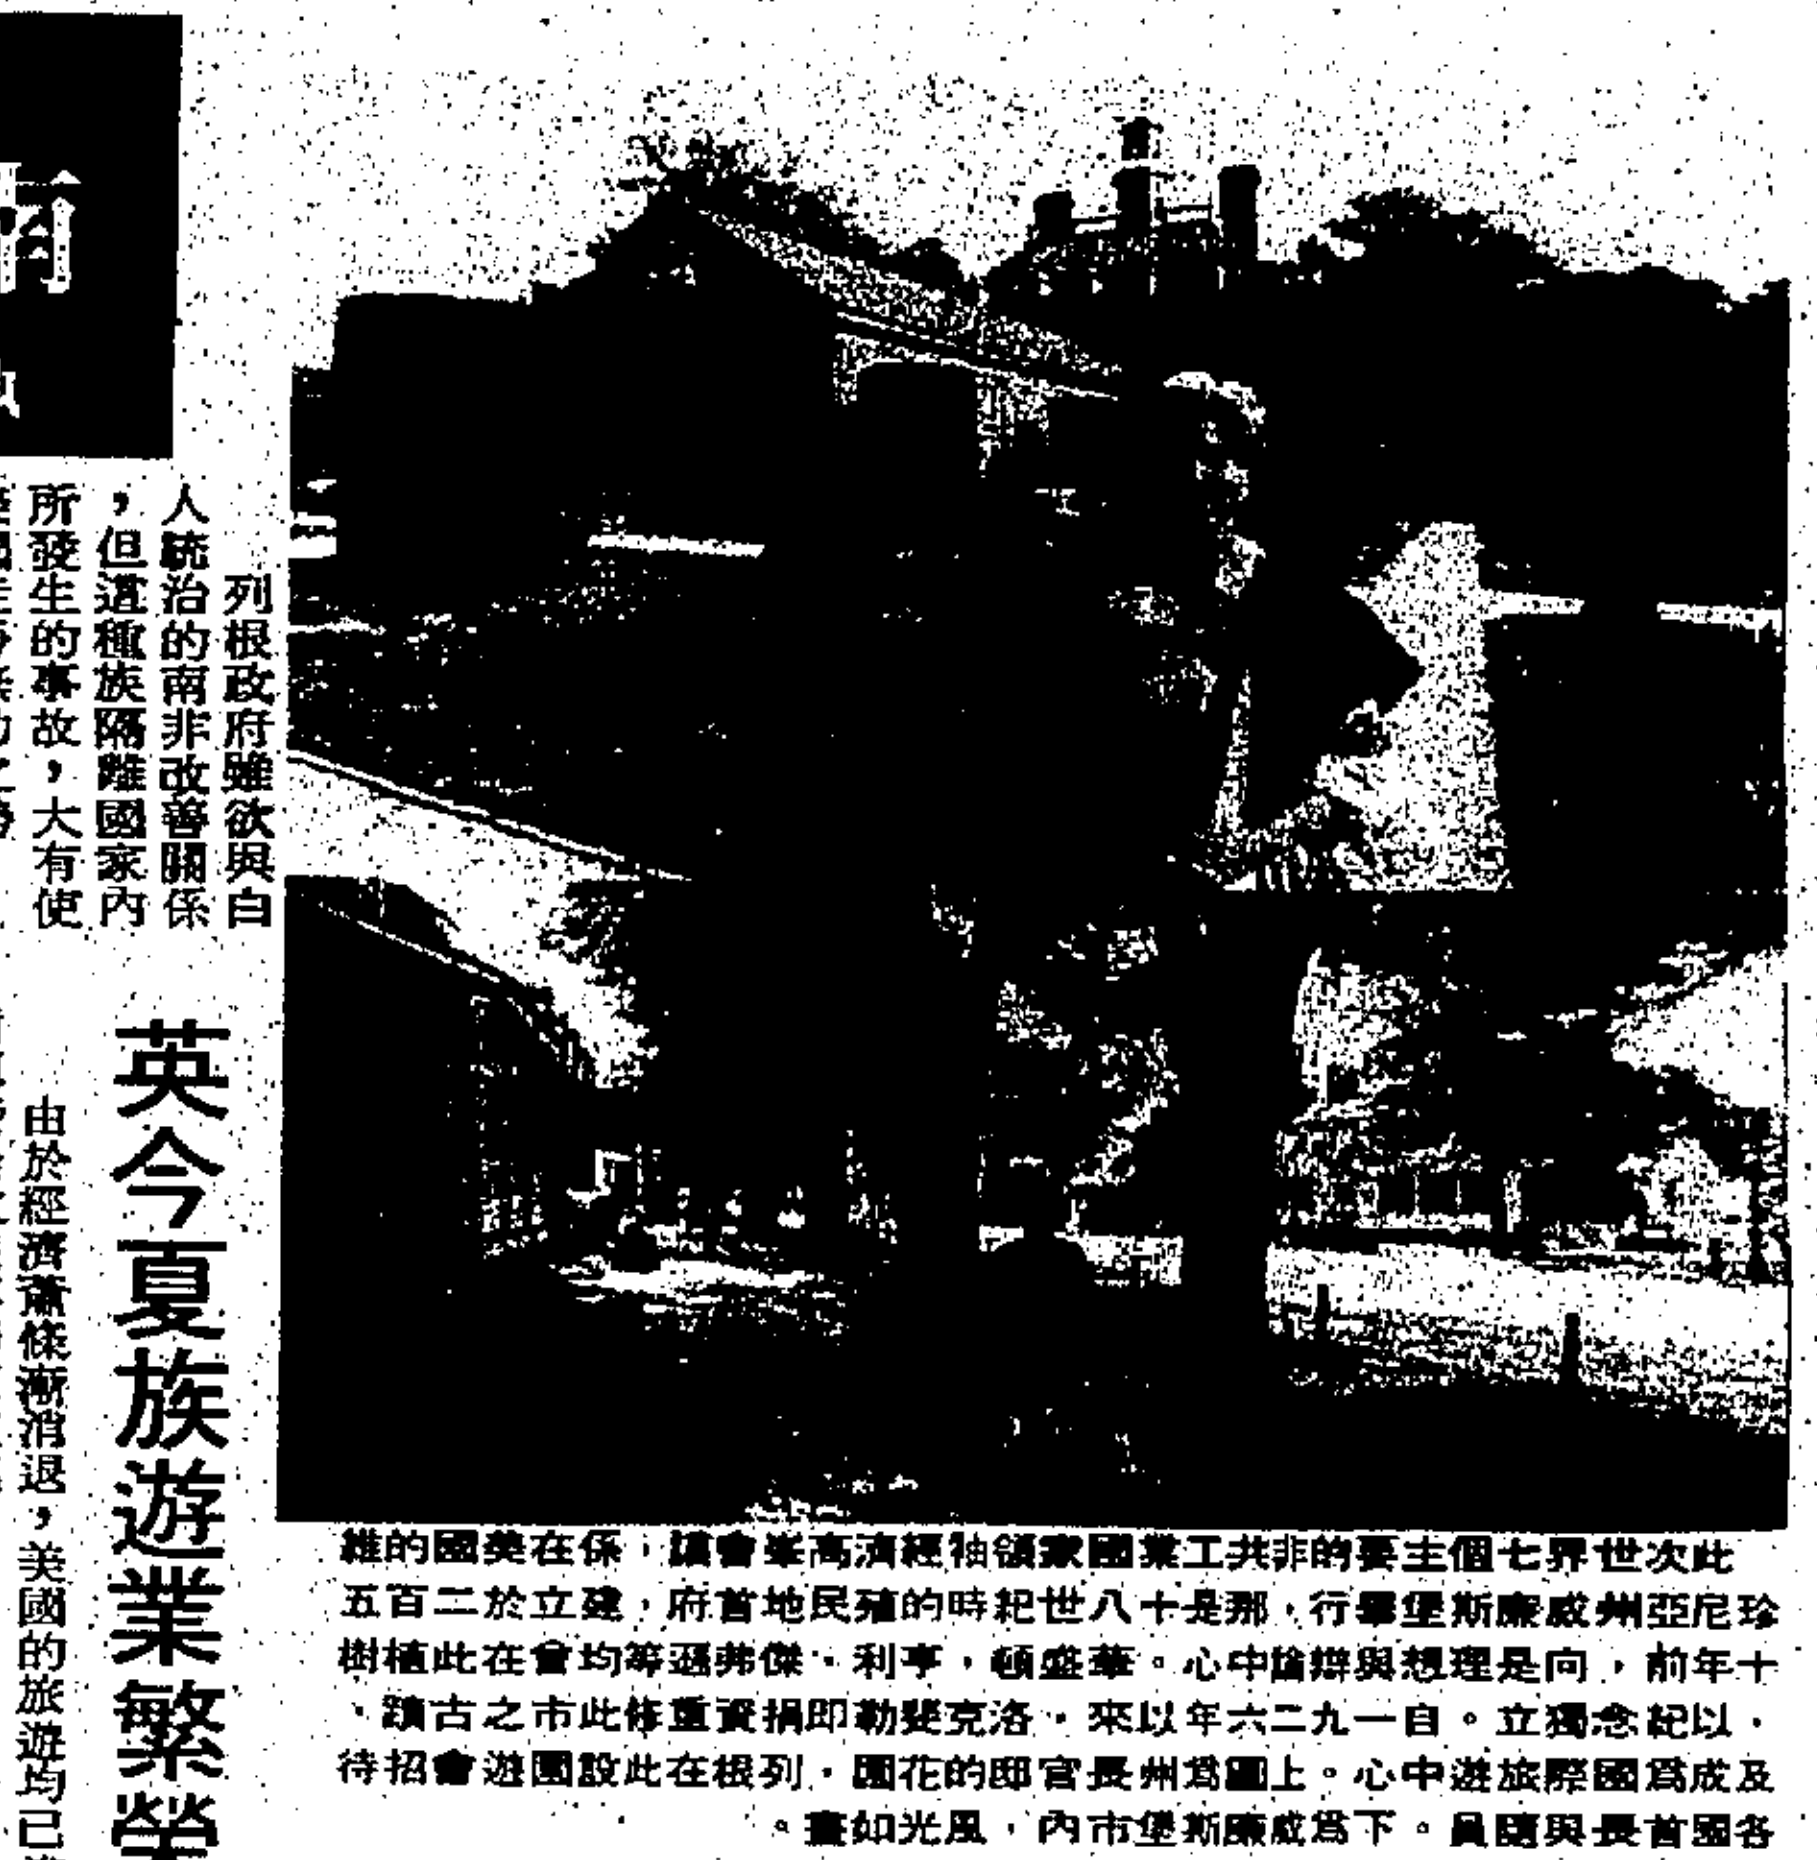 此次世界七個主要的非共工業國家領袖經濟高峯會議，係在美國的維
珍尼亞州威廉斯堡舉行，那是十八世紀時的殖民地首府，建立於二百五
十年前，向是理想與辯論中心。華盛頓，亨利、傑弗遜等均曾在此植樹
，以紀念獨立。自一九二六年以來，洛克斐勒即捐資重修此市之古蹟，
及成爲國際旅遊中心。上圖爲州長官邸的花園，列根在此設園遊會招待
各國首長與隨員。下爲威廉斯堡市內，風光如畫。
列根政府雖欲與白
人統治的南非改善關係
，但這種族隔離國家內
所發生的事故，大有使
英今夏族遊業繁榮
由於經濟蕭條漸消退，美國的旅遊均已